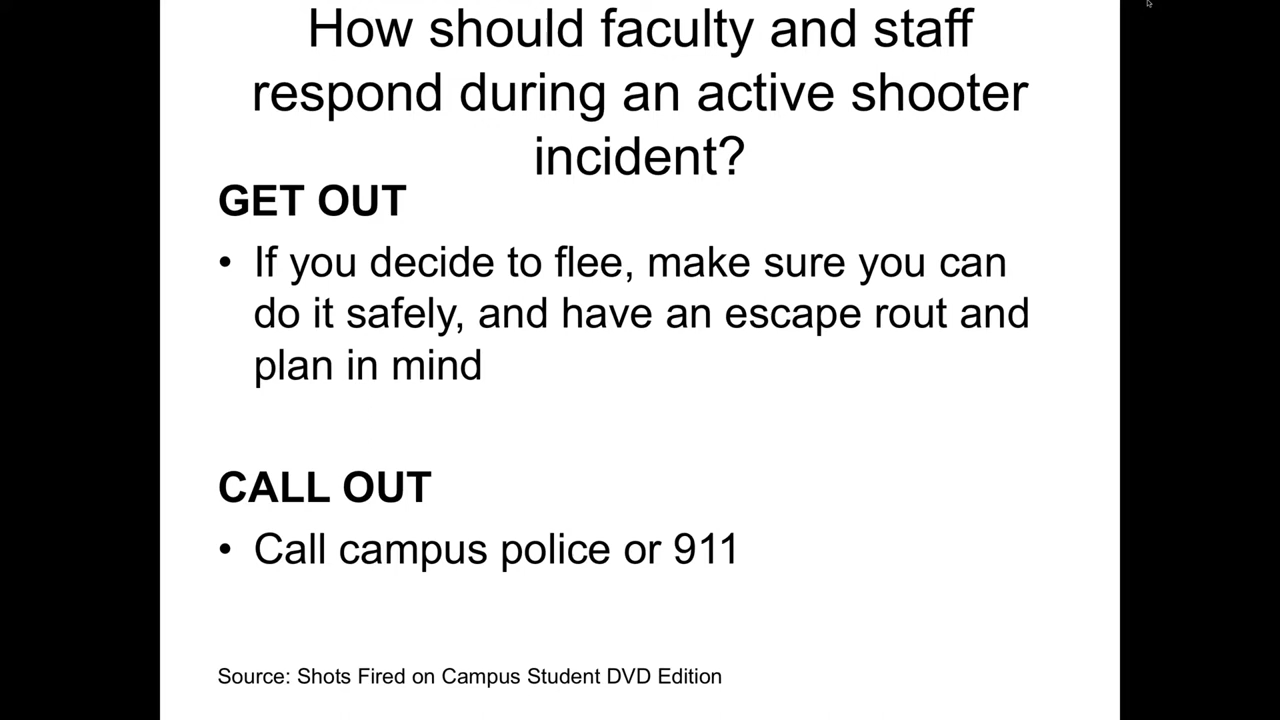 How should faculty and staff
respond during an active shooter
incident?
GET OUT
• If you decide to flee, make sure you can
do it safely, and have an escape rout and
plan in mind
CALL OUT
• Call campus police or 911
Source: Shots Fired on Campus Student DVD Edition